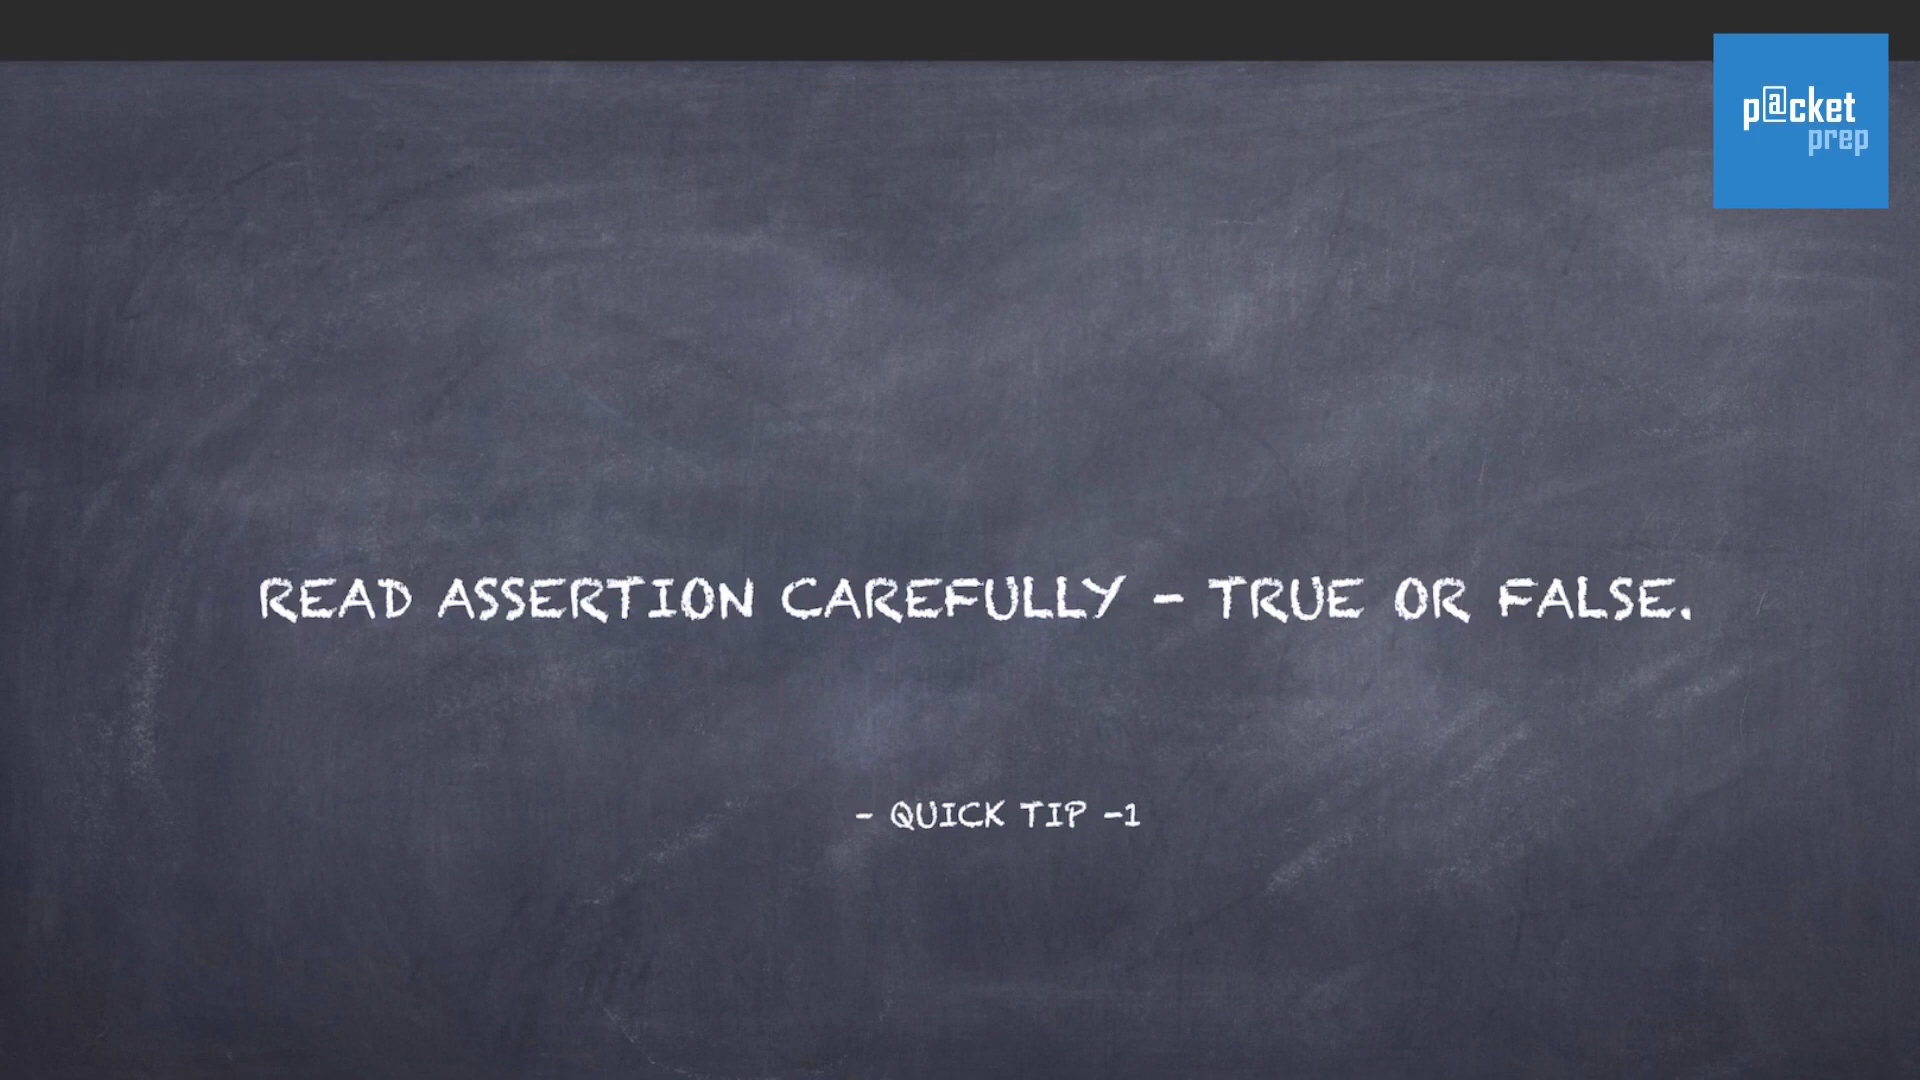 p@cket
prep
READ ASSERTION CAREFULLY - TRUE OR FALSE.
- QUICK TIP -1